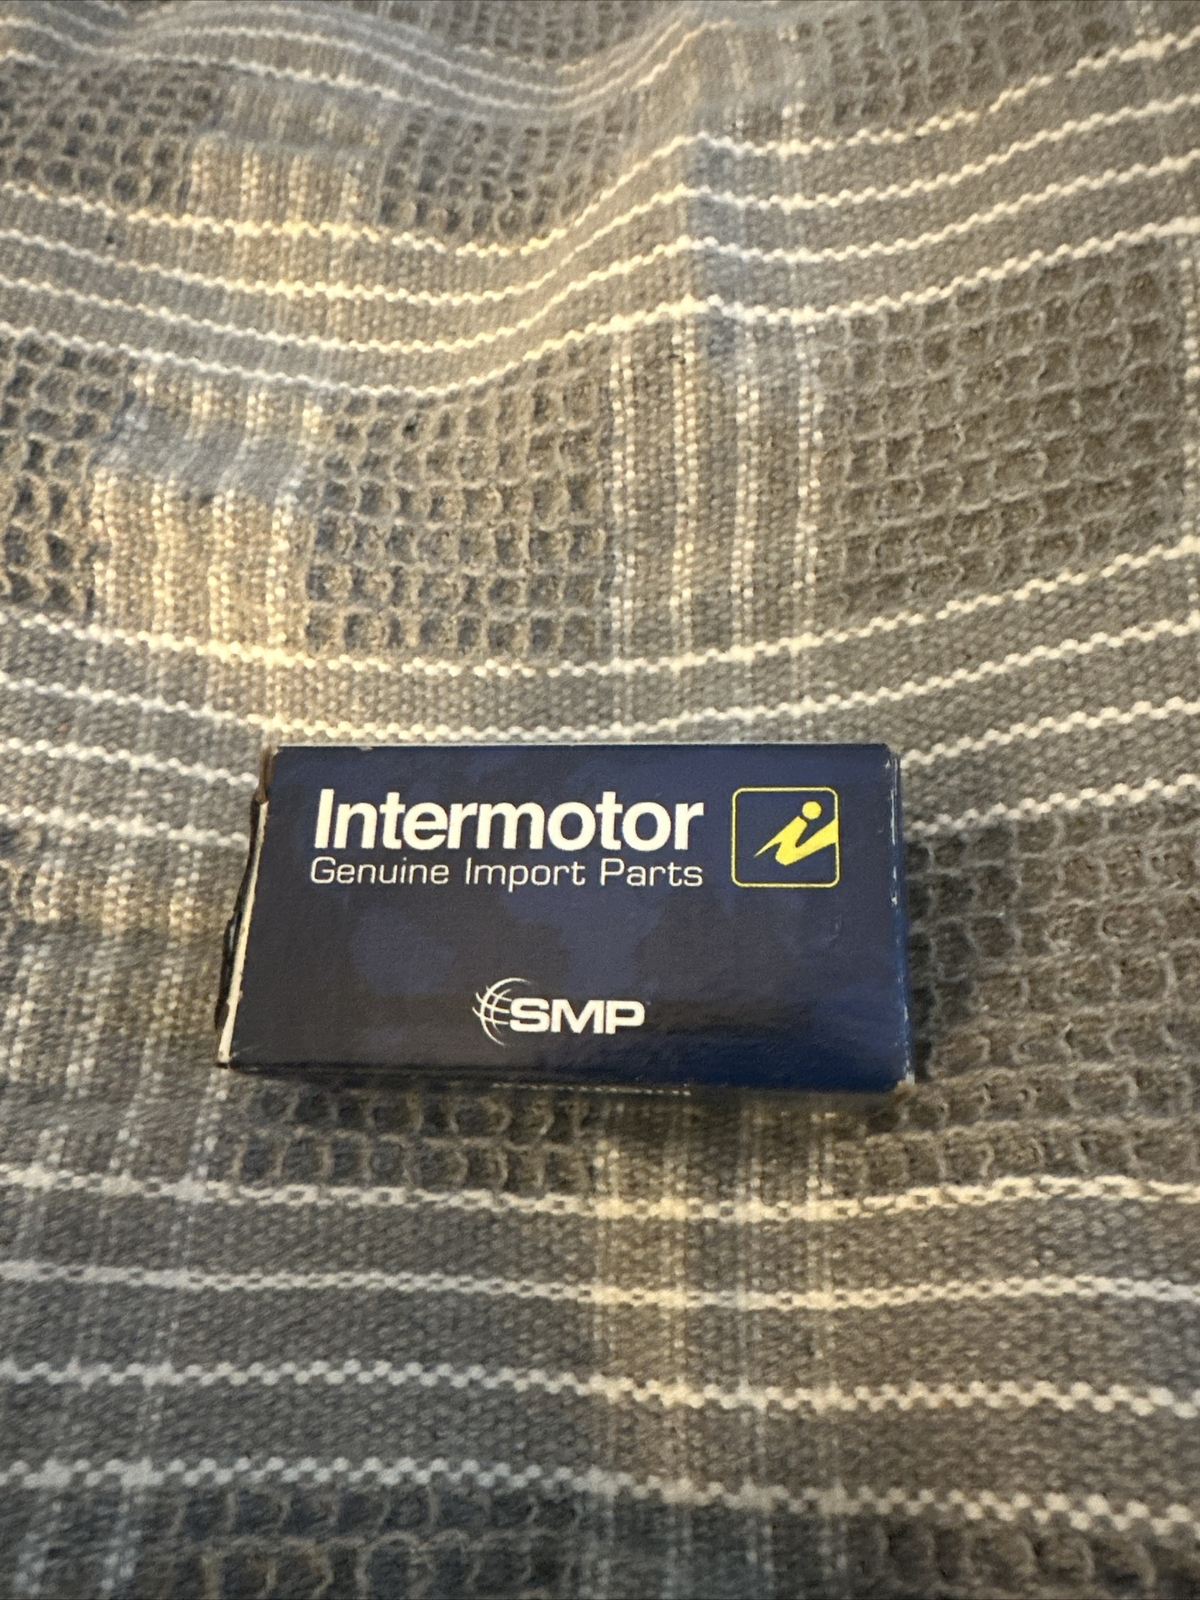 Intermotor
Genuine Import Parts
SMP